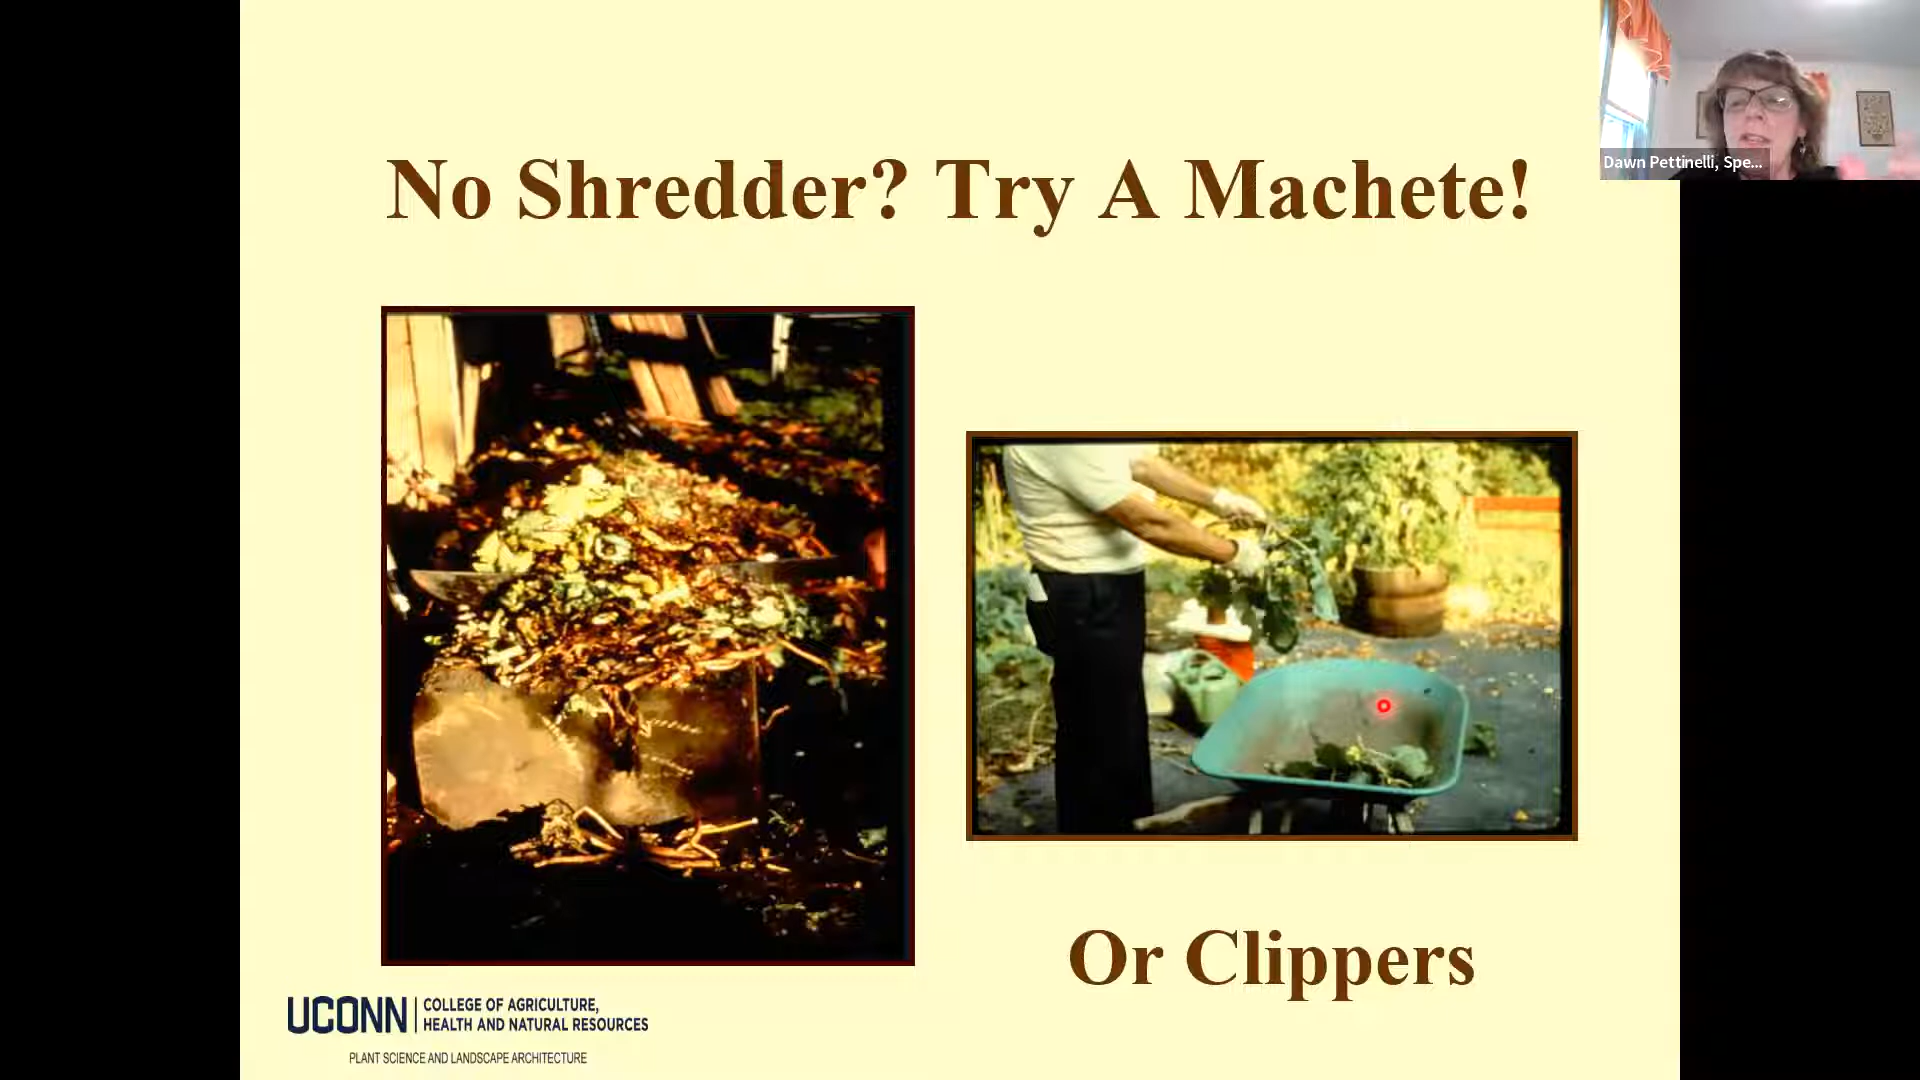 No Shredder? Try A Machete!
Dawn Pettinelli, Spe...
Or Clippers
UCONN
COLLEGE OF AGRICULTURE,
HEALTH AND NATURAL RESOURCES
PLANT SCIENCE AND LANDSCAPE ARCHITECTURE